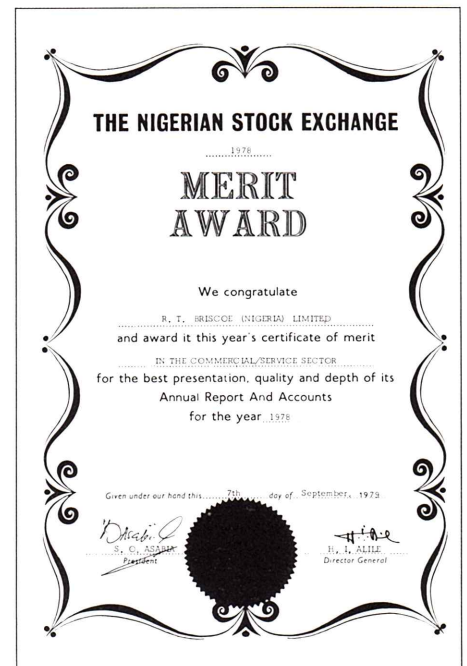 THE NIGERIAN STOCK EXCHANGE
1978
MERIT
AWARD
We congratulate
R. T. BRISCOE (NIGERIA) LIMITED
and award it this year's certificate of merit
IN THE COMMERCIAL/SERVICE SECTOR
for the best presentation, quality and depth of its
Annual Report And Accounts
for the year 1978
Given under our hand this 7th day of September, 1979
S. O. ASABIA H. I. ALILE
President Director General